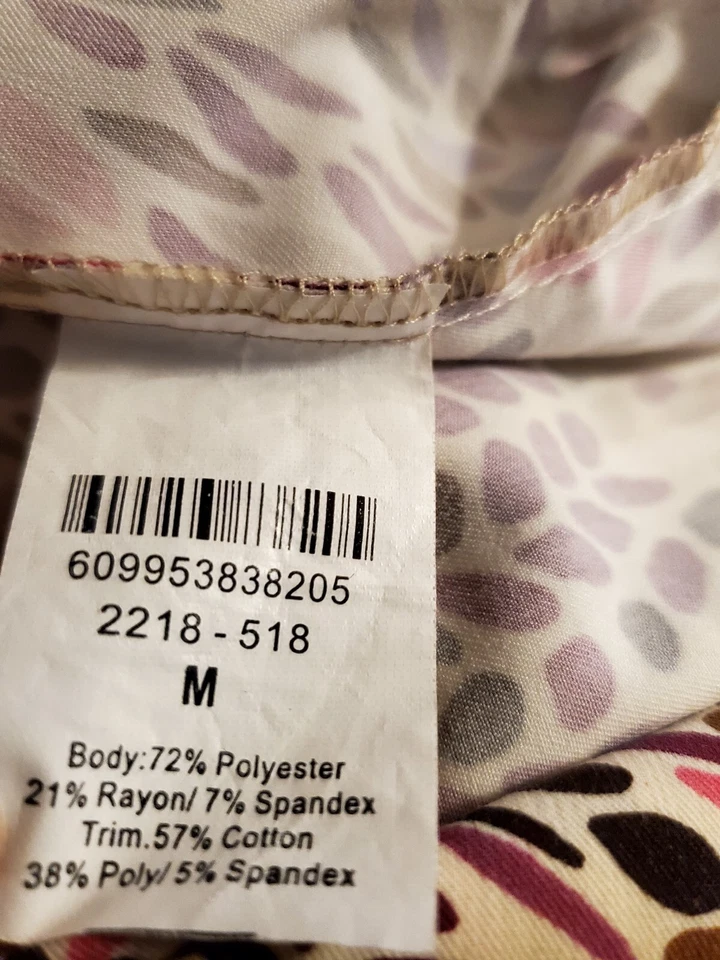 609953838205
2218 - 518
M
Body:72% Polyester
21% Rayon/ 7% Spandex
Trim.57% Cotton
38% Poly/ 5% Spandex